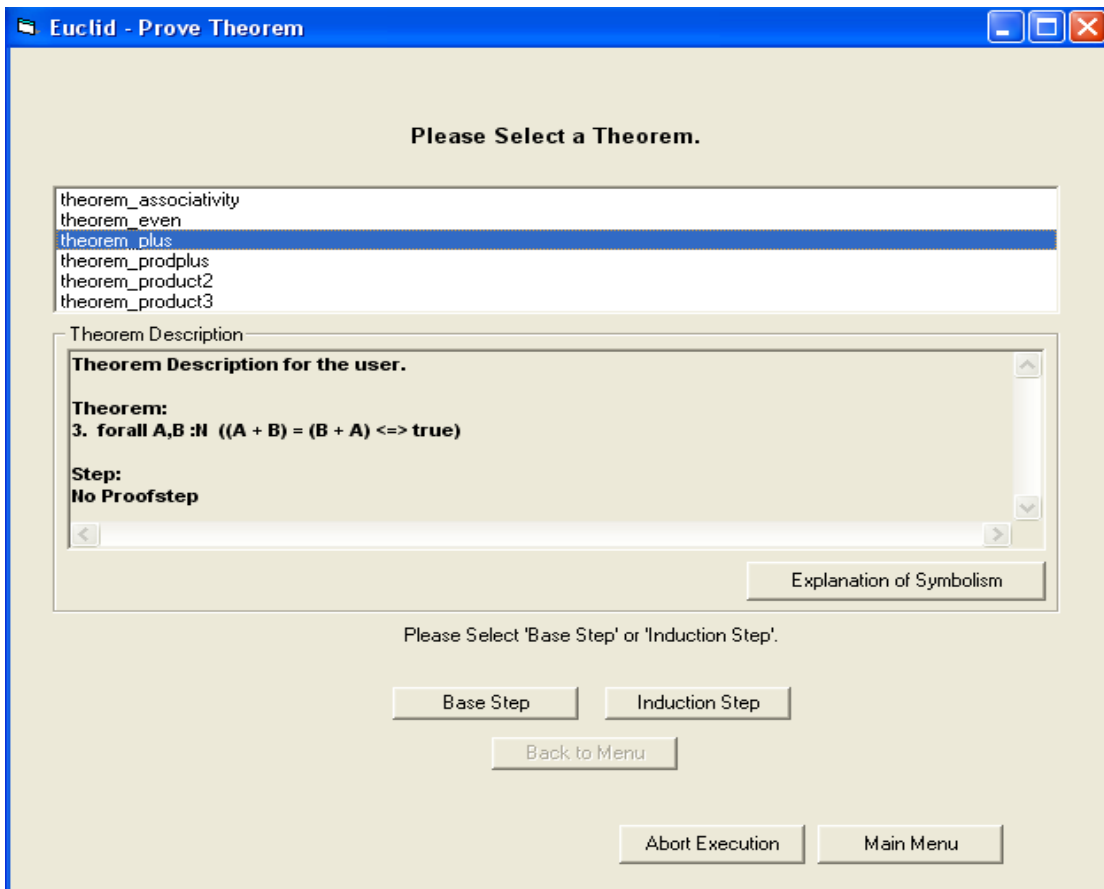 Euclid - Prove Theorem
Please Select a Theorem.
theorem_associativity
theorem_even
theorem_plus
theorem_prodplus
theorem_product2
theorem_product3
Theorem Description
Theorem Description for the user.
Theorem:
3.  forall A,B :N  ((A + B) = (B + A) <=> true)
Step:
No Proofstep
Explanation of Symbolism
Please Select 'Base Step' or 'Induction Step'.
Base Step Induction Step
Back to Menu
Abort Execution Main Menu